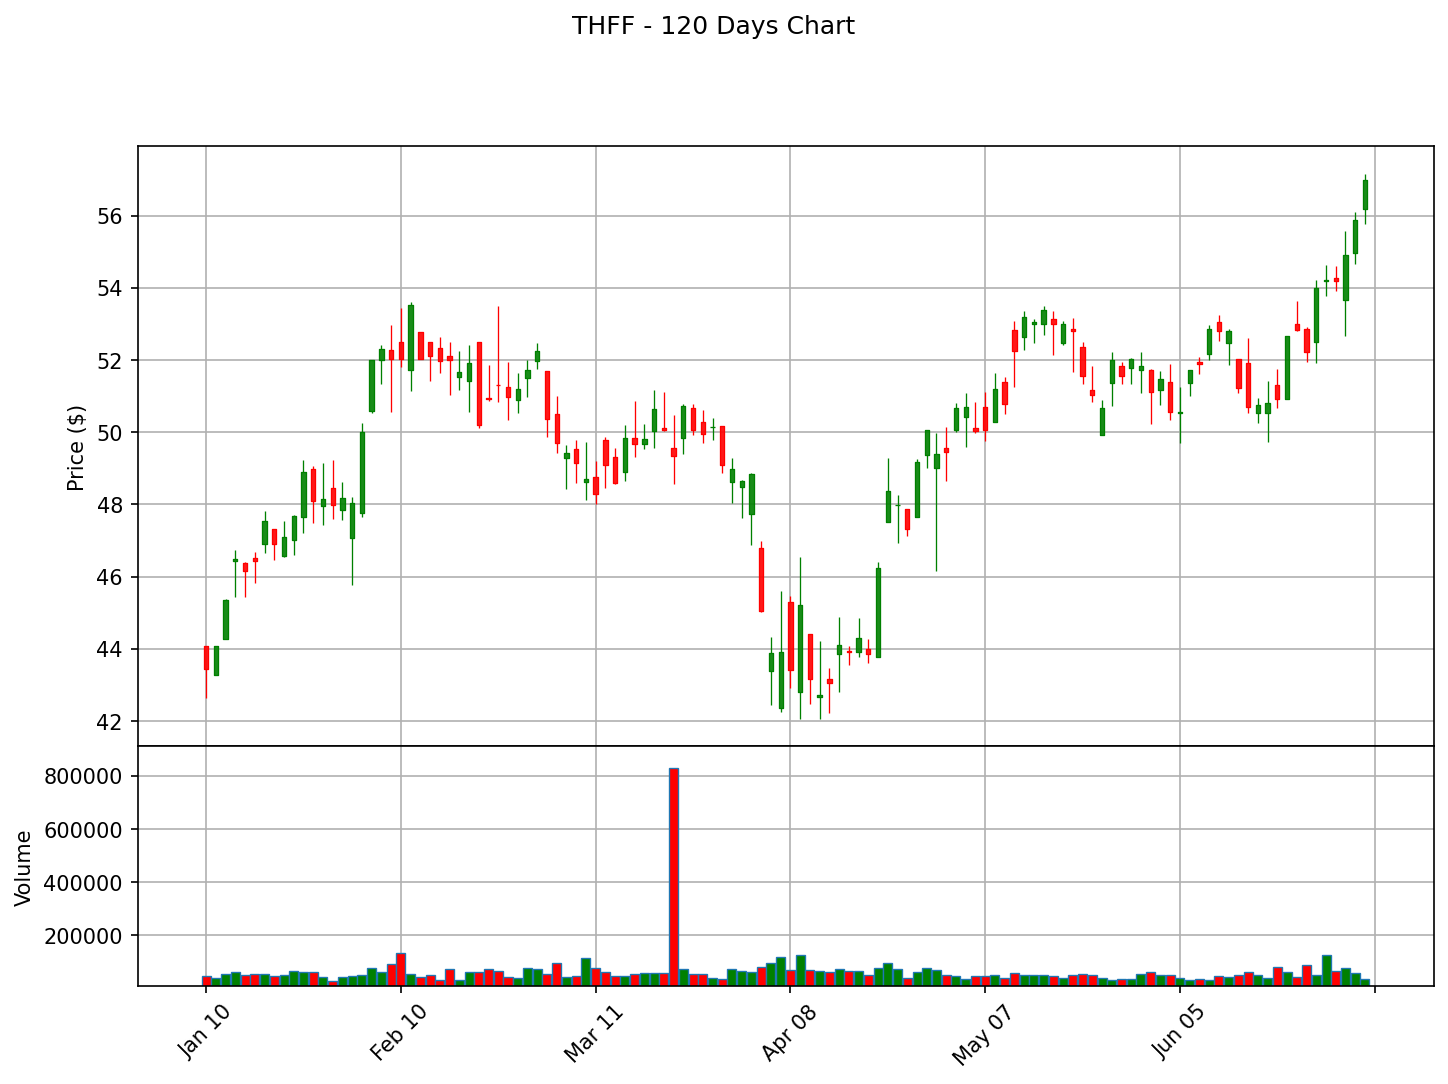 THFF - 120 Days Chart
Price ($)
56
54
52
50
48
46
44
42
Volume
800000
600000
400000
200000
Jan 10
Feb 10
Mar 11
Apr 08
May 07
Jun 05